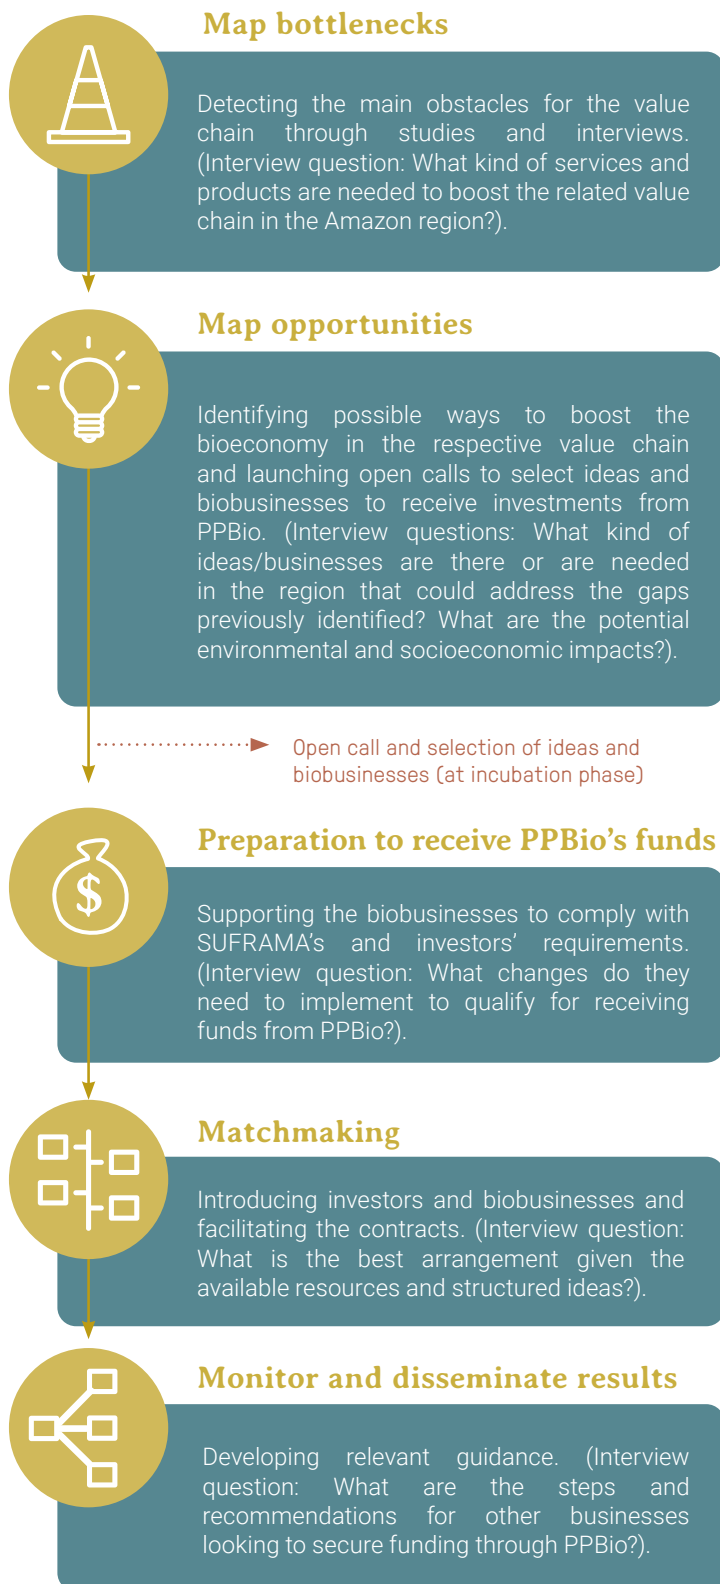 Map bottlenecks
Detecting the main obstacles for the value
chain through studies and interviews.
(Interview question: What kind of services and
products are needed to boost the related value
chain in the Amazon region?).
Map opportunities
Identifying possible ways to boost the
bioeconomy in the respective value chain
and launching open calls to select ideas and
biobusinesses to receive investments from
PPBio. (Interview questions: What kind of
ideas/businesses are there or are needed
in the region that could address the gaps
previously identified? What are the potential
environmental and socioeconomic impacts?).
Open call and selection of ideas and
biobusinesses (at incubation phase)
Preparation to receive PPBio’s funds
$
Supporting the biobusinesses to comply with
SUFRAMA’s and investors’ requirements.
(Interview question: What changes do they
need to implement to qualify for receiving
funds from PPBio?).
Matchmaking
Introducing investors and biobusinesses and
facilitating the contracts. (Interview question:
What is the best arrangement given the
available resources and structured ideas?).
Monitor and disseminate results
Developing relevant guidance. (Interview
question: What are the steps and
recommendations for other businesses
looking to secure funding through PPBio?).